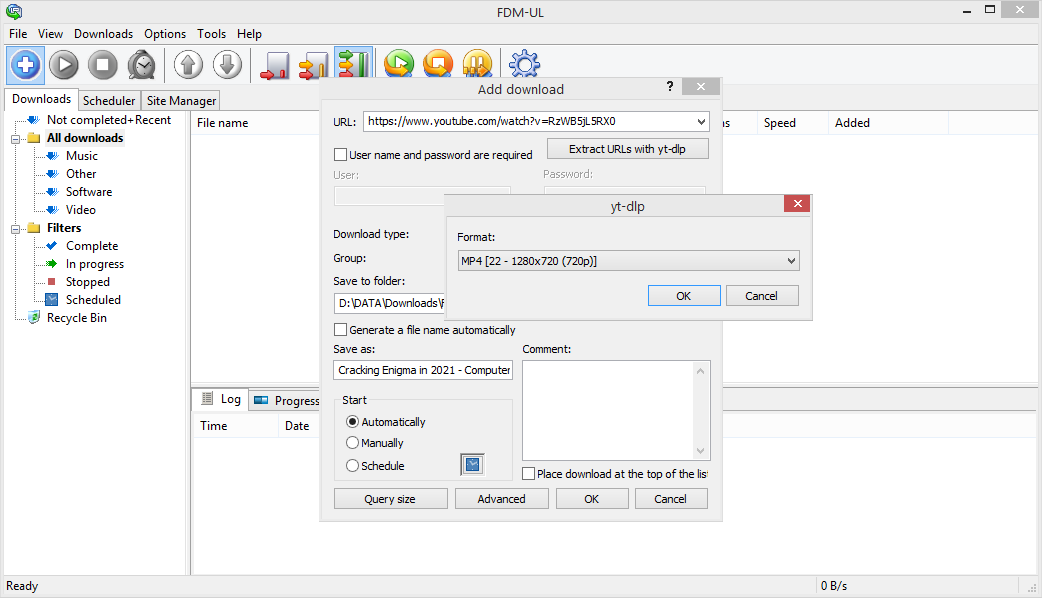 FDM-UL
File View Downloads Options Tools Help
Downloads Scheduler Site Manager
Not completed+Recent
All downloads
Music
Other
Software
Video
Filters
Complete
In progress
Stopped
Scheduled
Recycle Bin
File name Speed Added
Add download ?
URL: https://www.youtube.com/watch?v=RzWB5jL5RX0
User name and password are required Extract URLs with yt-dlp
User: Password:
Download type:
Group:
Save to folder:
D:\DATA\Downloads\
Generate a file name automatically
Save as: Comment:
Cracking Enigma in 2021 - Computer
Start
Automatically
Manually
Schedule
Place download at the top of the list
Query size Advanced OK Cancel
yt-dlp
Format:
MP4 [22 - 1280x720 (720p)]
OK Cancel
Log Progress
Time Date
Ready 0 B/s